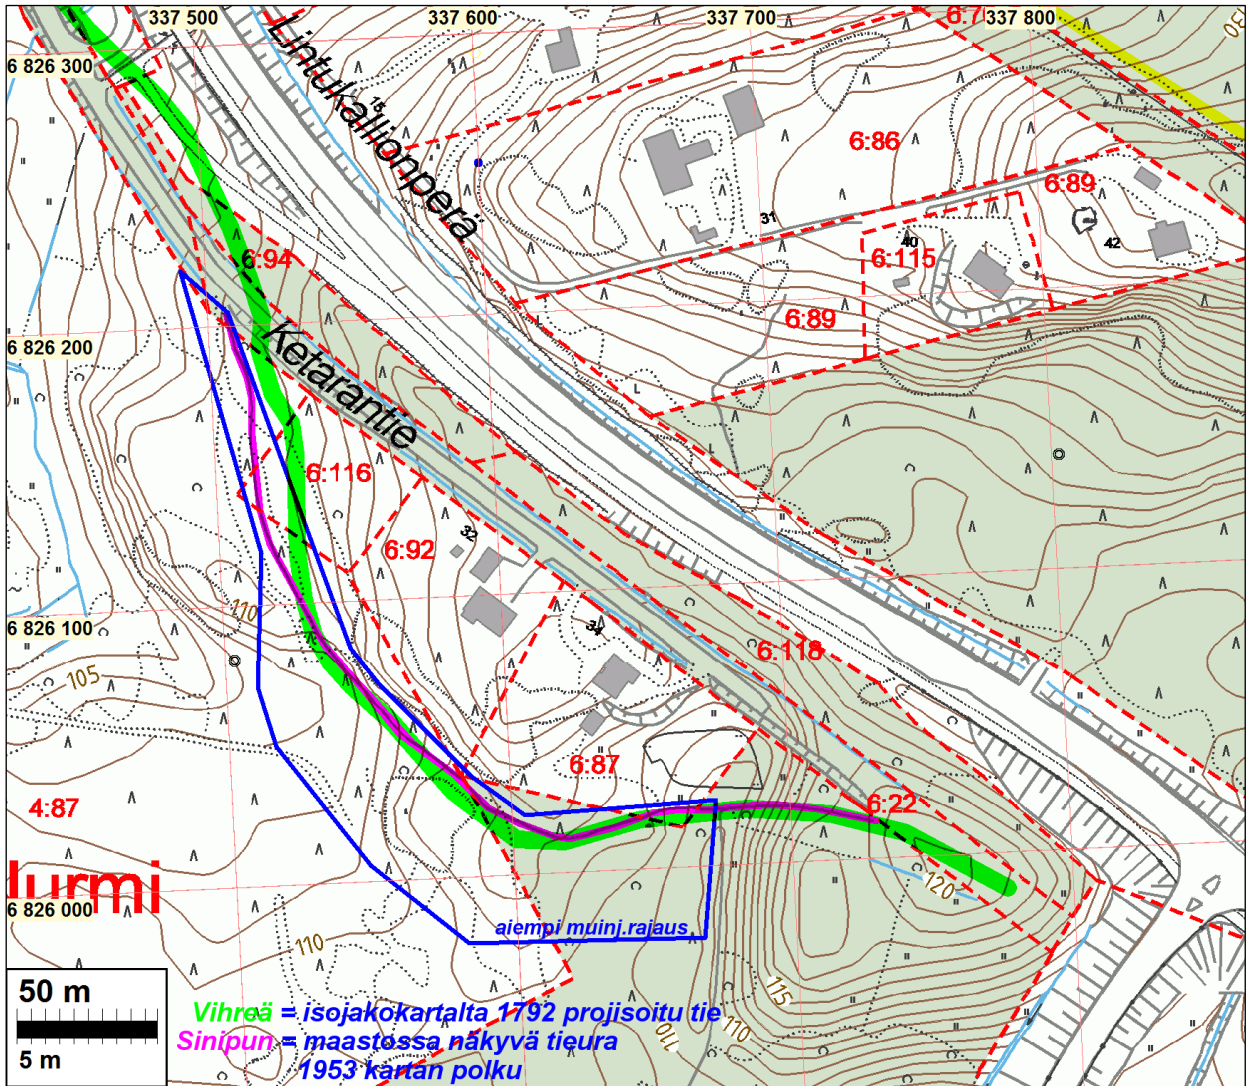 337 500
337 600
337 700
337 800
6:7
30
6 826 300
Lintukallionperä
15
6:86
6:89
31
40
42
6:94
6:115
6:89
6 826 200
Ketarantie
6:116
32
6:92
110
34
6 826 100
6:118
105
6:87
6:22
4:87
120
lurmi
6 826 000
aiempi muinj.rajaus
110
115
110
110
50 m
5 m
Vihreä = isojakokartalta 1792 projisoitu tie
Sinipun = maastossa näkyvä tieura
1953 kartan polku